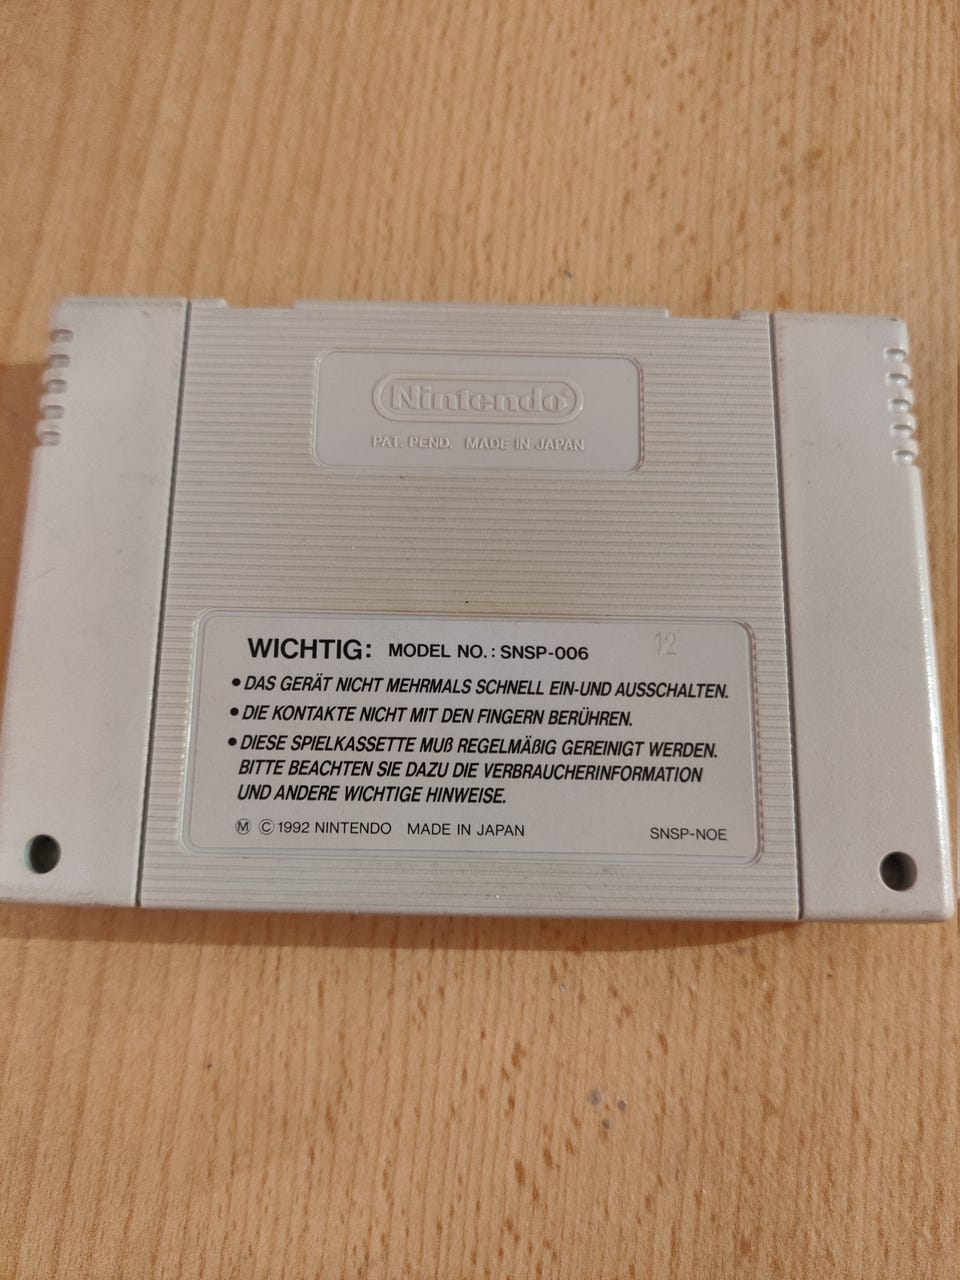 Nintendo®
PAT. PEND. MADE IN JAPAN
WICHTIG: MODEL NO.: SNSP-006 12
• DAS GERÄT NICHT MEHRMALS SCHNELL EIN-UND AUSSCHALTEN.
• DIE KONTAKTE NICHT MIT DEN FINGERN BERÜHREN.
• DIESE SPIELKASSETTE MUß REGELMÄßIG GEREINIGT WERDEN.
BITTE BEACHTEN SIE DAZU DIE VERBRAUCHERINFORMATION
UND ANDERE WICHTIGE HINWEISE.
Ⓜ © 1992 NINTENDO MADE IN JAPAN SNSP-NOE